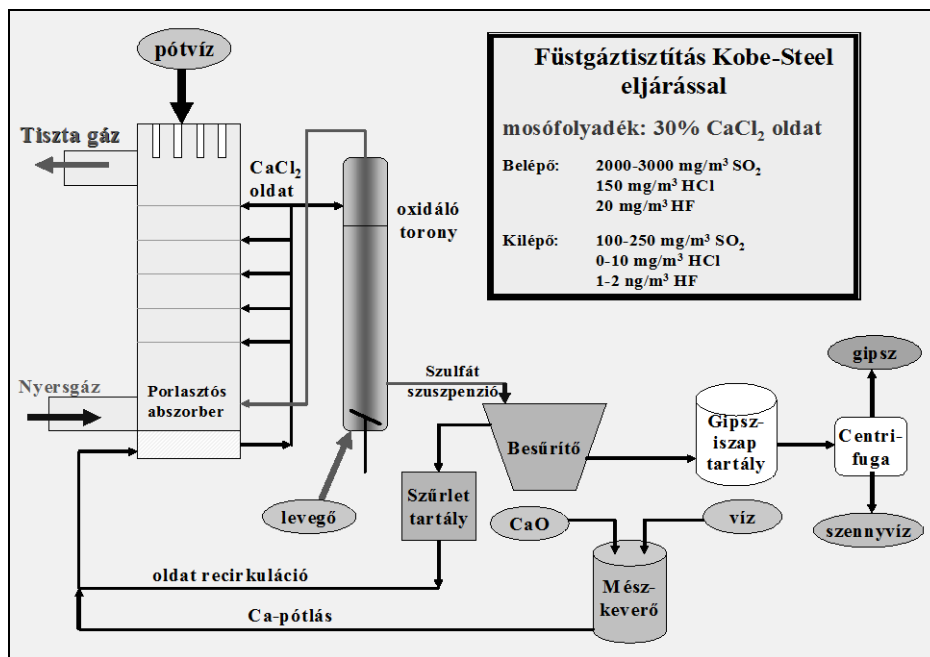 pótvíz
Füstgáztisztítás Kobe-Steel
eljárással
mosófolyadék: 30% CaCl₂ oldat
Belépő: 2000-3000 mg/m³ SO₂
150 mg/m³ HCl
20 mg/m³ HF
Kilépő: 100-250 mg/m³ SO₂
0-10 mg/m³ HCl
1-2 ng/m³ HF
Tiszta gáz
CaCl₂
oldat
oxidáló
torony
Nyersgáz
Porlasztós
abszorber
Szulfát
szuszpenzió
gipsz
Besűrítő
Gipsz-
iszap
tartály
Centri-
fuga
levegő
Szűrlet
tartály
CaO
víz
szennyvíz
oldat recirkuláció
Mész-
keverő
Ca-pótlás